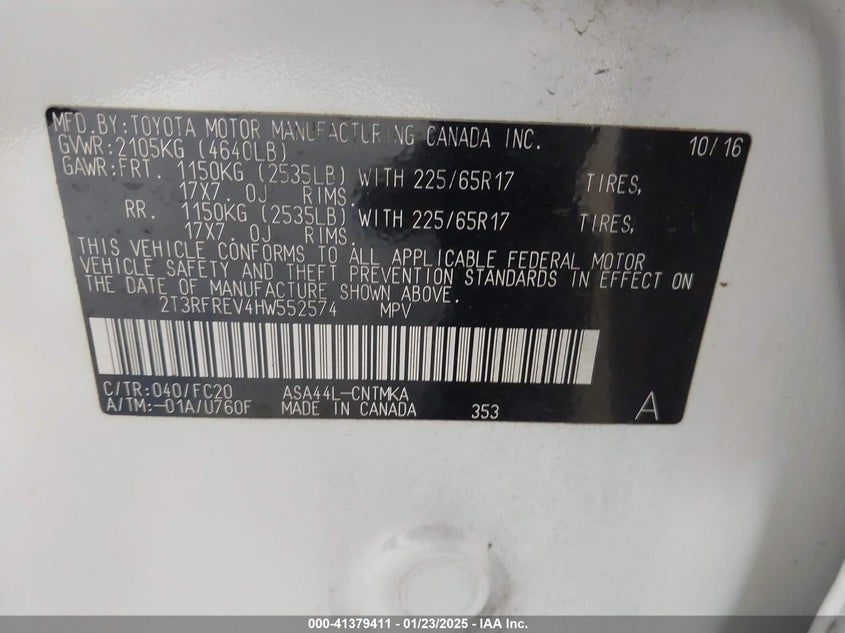 MFD.BY:TOYOTA MOTOR MANUFACTURING CANADA INC. 10/16
GVWR:2105KG (4640LB)
GAWR:FRT. 1150KG (2535LB) WITH 225/65R17 TIRES,
17X7.0J RIMS.
RR. 1150KG (2535LB) WITH 225/65R17 TIRES,
17X7.0J RIMS.
THIS VEHICLE CONFORMS TO ALL APPLICABLE FEDERAL MOTOR
VEHICLE SAFETY AND THEFT PREVENTION STANDARDS IN EFFECT ON
THE DATE OF MANUFACTURE SHOWN ABOVE.
2T3RFREV4HW552574 MPV
C/TR:040/FC20 ASA44L-CNTMKA
A/TM:-01A/U760F MADE IN CANADA 353 A
000-41379411 - 01/23/2025 - IAA Inc.